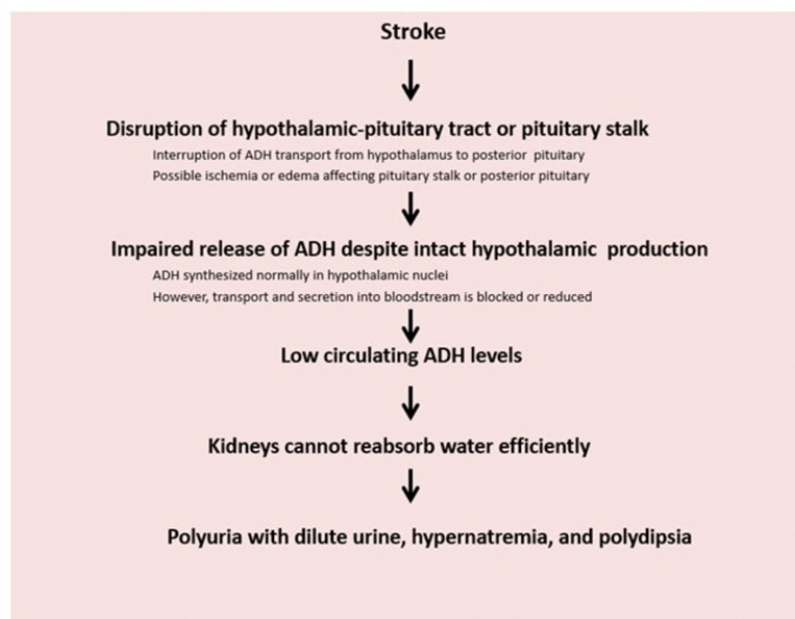 Stroke
Disruption of hypothalamic-pituitary tract or pituitary stalk
Interruption of ADH transport from hypothalamus to posterior pituitary
Possible ischemia or edema affecting pituitary stalk or posterior pituitary
Impaired release of ADH despite intact hypothalamic production
ADH synthesized normally in hypothalamic nuclei
However, transport and secretion into bloodstream is blocked or reduced
Low circulating ADH levels
Kidneys cannot reabsorb water efficiently
Polyuria with dilute urine, hypernatremia, and polydipsia